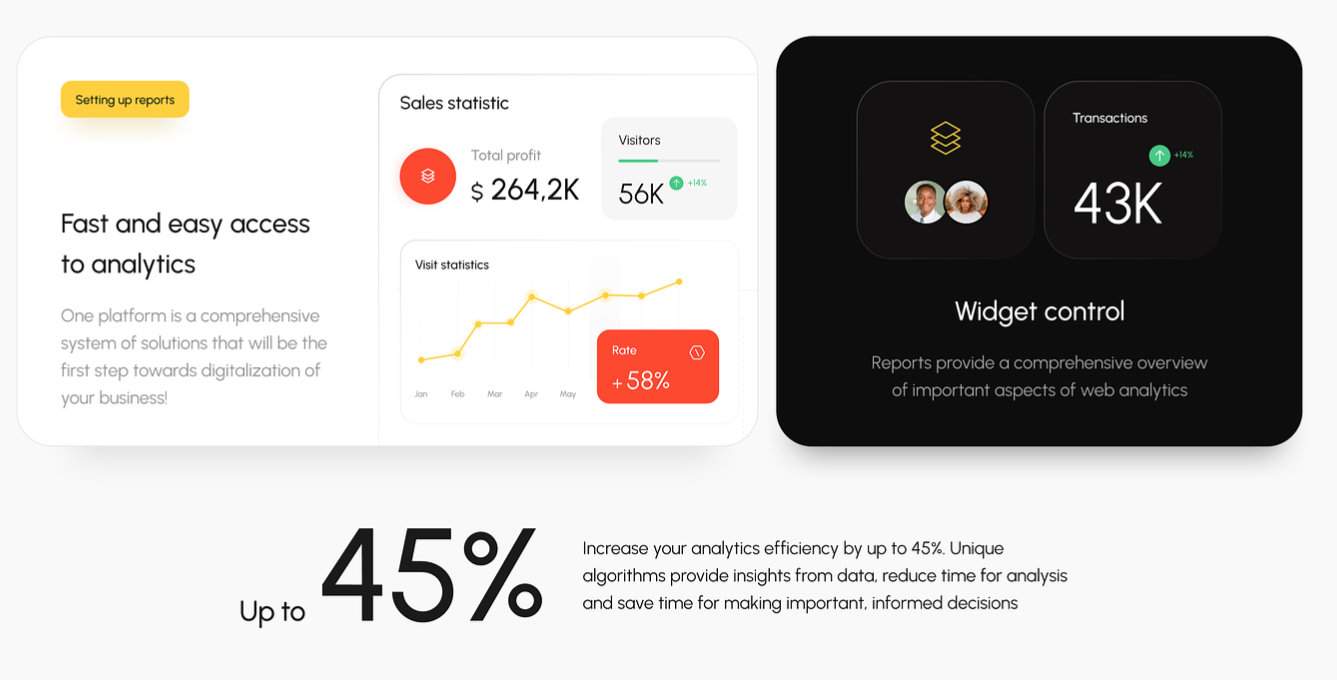 Setting up reports
Fast and easy access
to analytics
One platform is a comprehensive
system of solutions that will be the
first step towards digitalization of
your business!
Sales statistic
Total profit
$ 264,2K
Visitors
56K +14%
Visit statistics
Jan Feb Mar Apr May
Rate
+ 58%
Transactions
+14%
43K
Widget control
Reports provide a comprehensive overview
of important aspects of web analytics
Up to 45%
Increase your analytics efficiency by up to 45%. Unique
algorithms provide insights from data, reduce time for analysis
and save time for making important, informed decisions